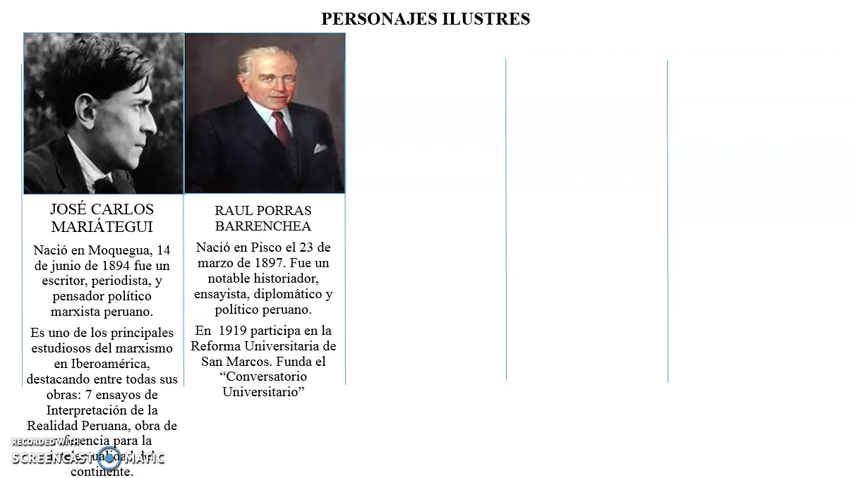 PERSONAJES ILUSTRES
JOSÉ CARLOS
MARIÁTEGUI
Nació en Moquegua, 14
de junio de 1894 fue un
escritor, periodista, y
pensador político
marxista peruano.
Es uno de los principales
estudiosos del marxismo
en Iberoamérica,
destacando entre todas sus
obras: 7 ensayos de
Interpretación de la
Realidad Peruana, obra de
para la
continente.
RAUL PORRAS
BARRENCHEA
Nació en Pisco el 23 de
marzo de 1897. Fue un
notable historiador,
ensayista, diplomático y
político peruano.
En 1919 participa en la
Reforma Universitaria de
San Marcos. Funda el
“Conversatorio
Universitario”
RECORDED WITH
SCREENCAST MATIC